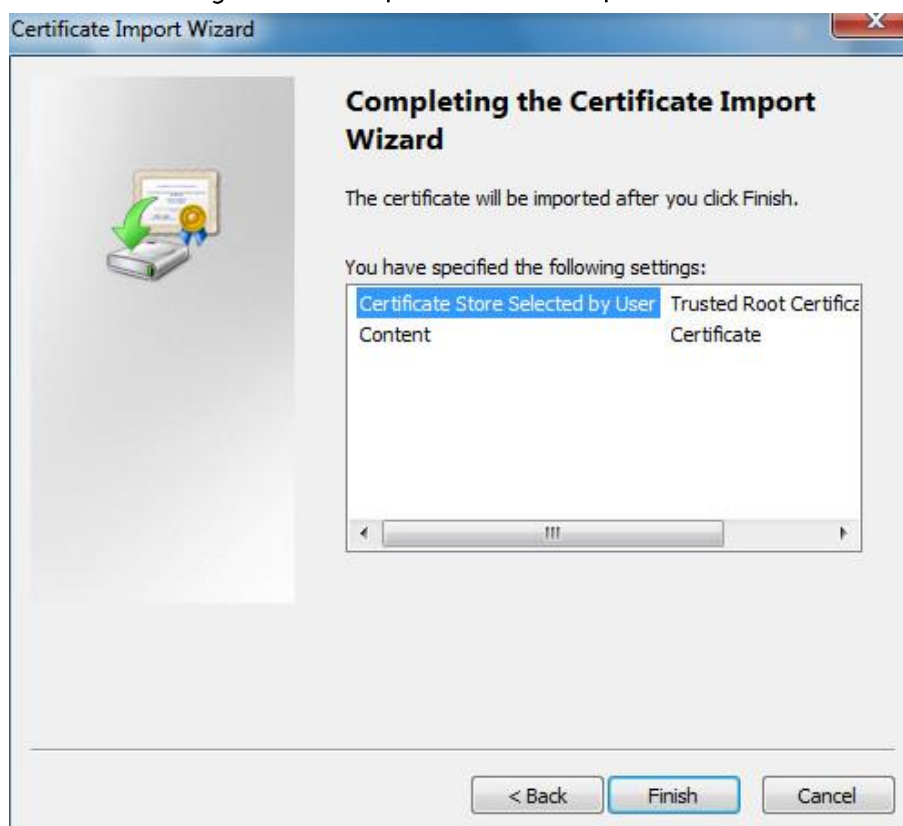 Certificate Import Wizard
Completing the Certificate Import
Wizard
The certificate will be imported after you click Finish.
You have specified the following settings:
Certificate Store Selected by User Trusted Root Certifica
Content Certificate
< Back Finish Cancel